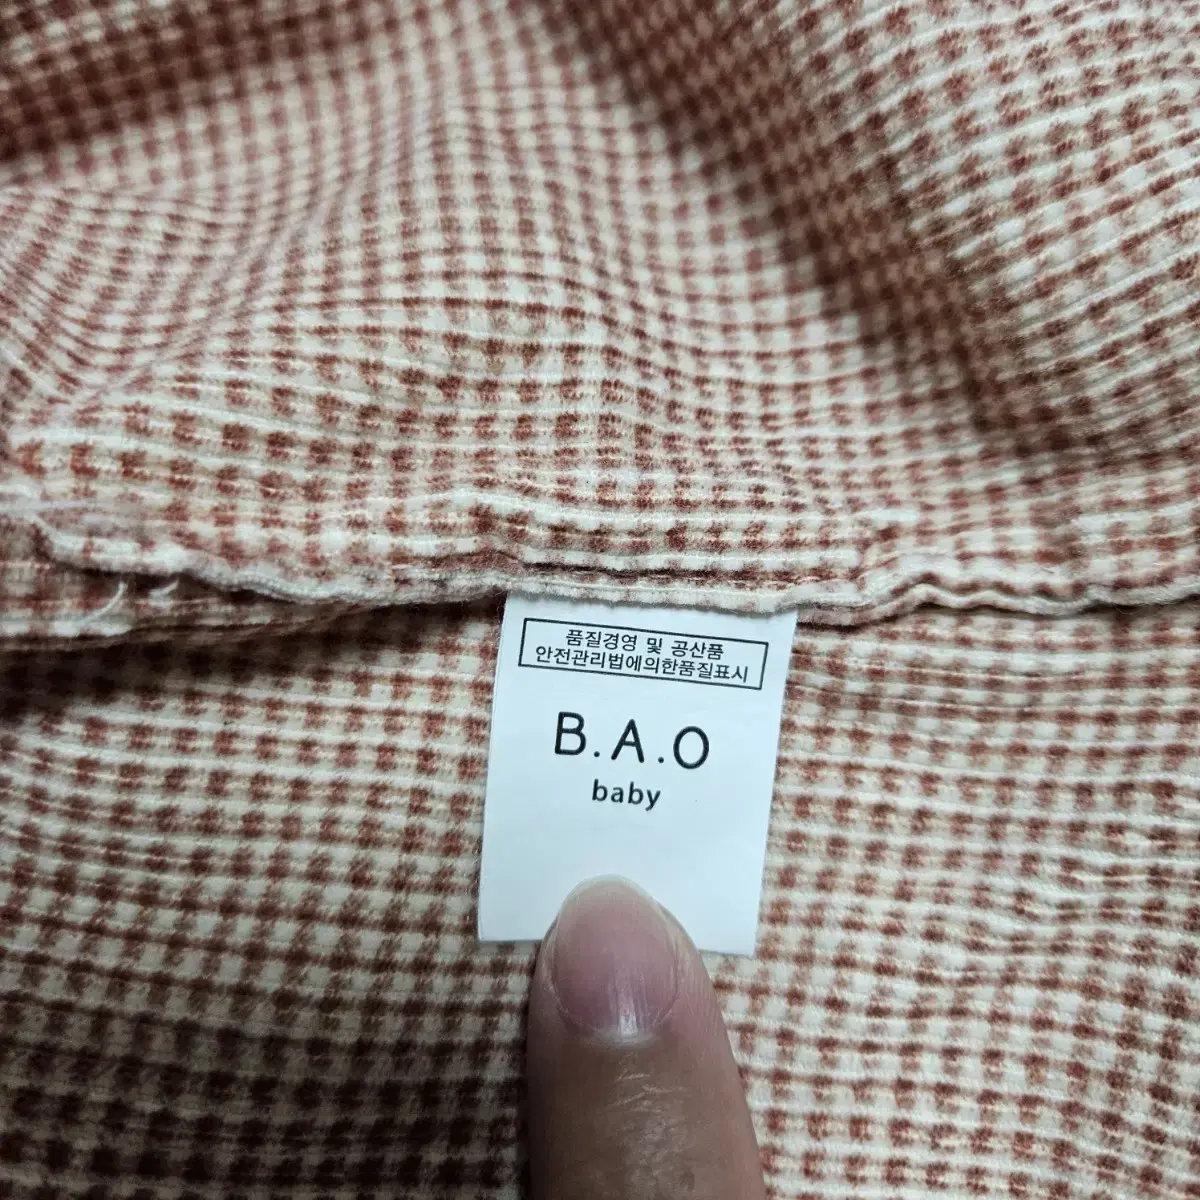 품질경영 및 공산품
안전관리법에의한품질표시
B.A.O
baby